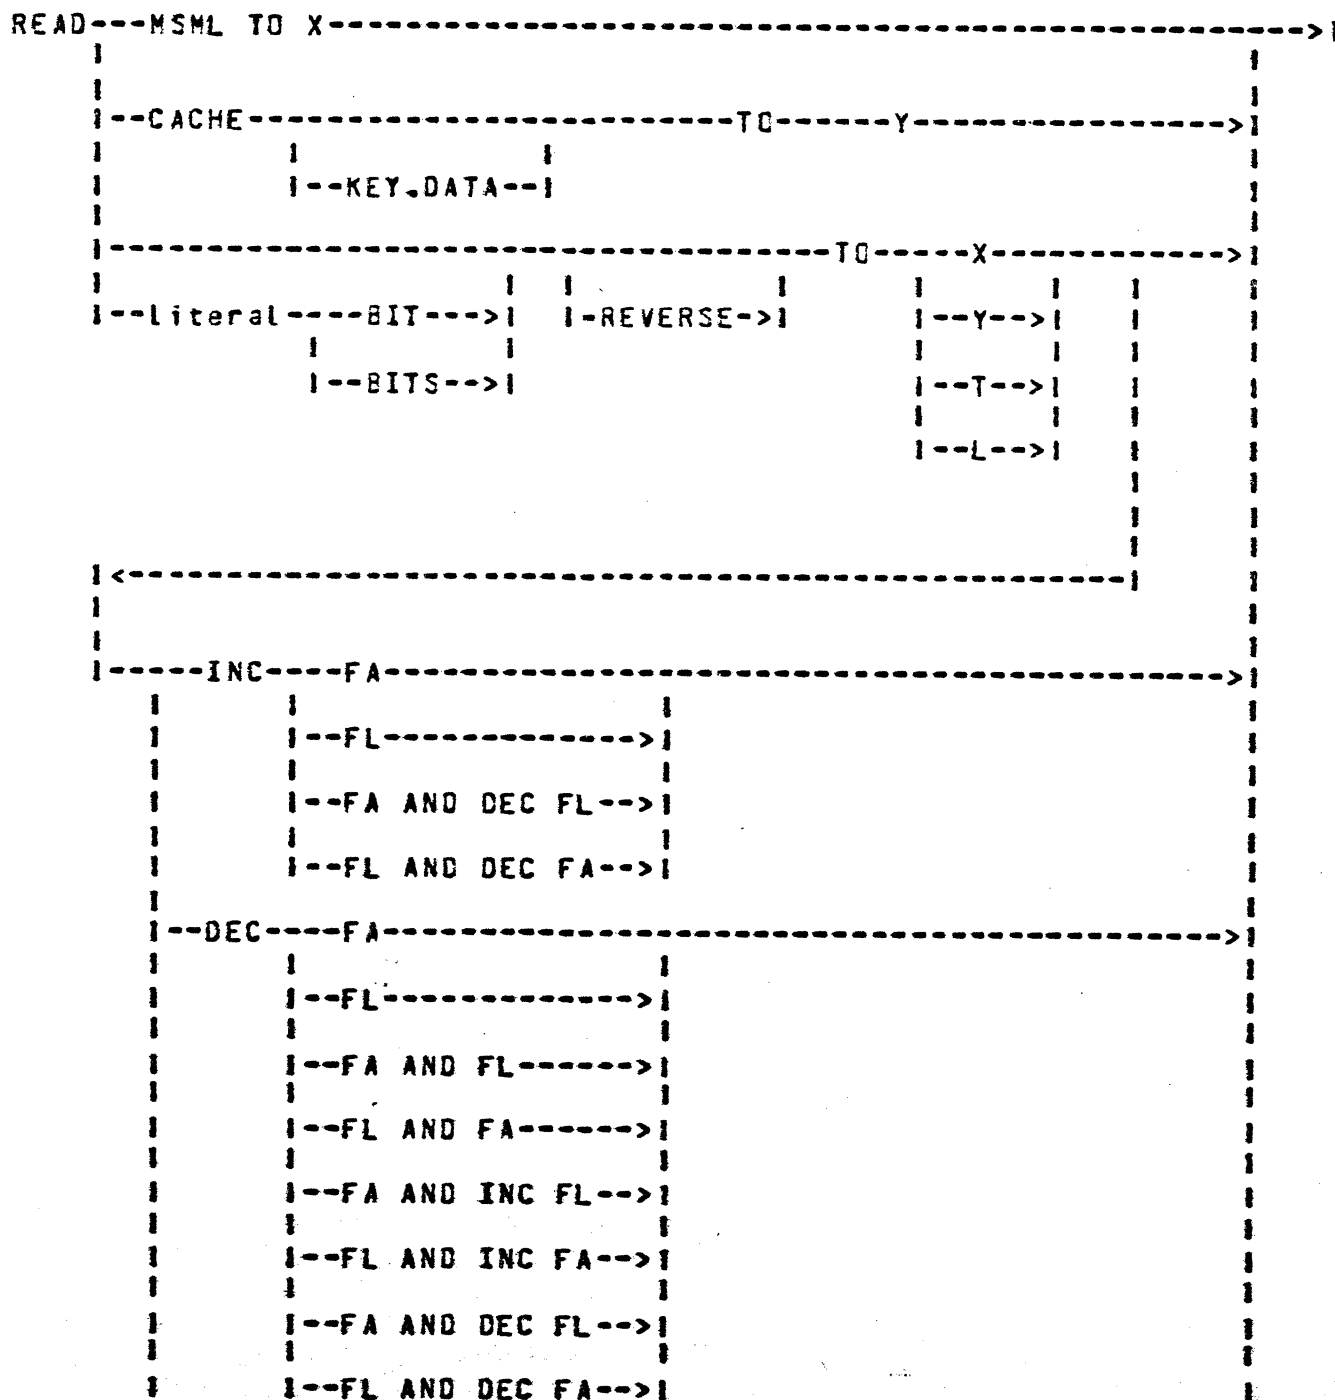 READ---MSML TO X--------------------------------------------------->|
|--CACHE-------------------------TO------Y----------------->|
|--KEY.DATA--|
|-------------------------------------TO-----X------------->|
|--literal----BIT--->| |-REVERSE->| |--Y-->|
|--BITS-->| |--T-->|
|--L-->|
|<----------------------------------------------------|
|-----INC----FA-------------------------------------------->|
|--FL-------------->|
|--FA AND DEC FL-->|
|--FL AND DEC FA-->|
|--DEC----FA-------------------------------------------->|
|--FL-------------->|
|--FA AND FL------>|
|--FL AND FA------>|
|--FA AND INC FL-->|
|--FL AND INC FA-->|
|--FA AND DEC FL-->|
|--FL AND DEC FA-->|